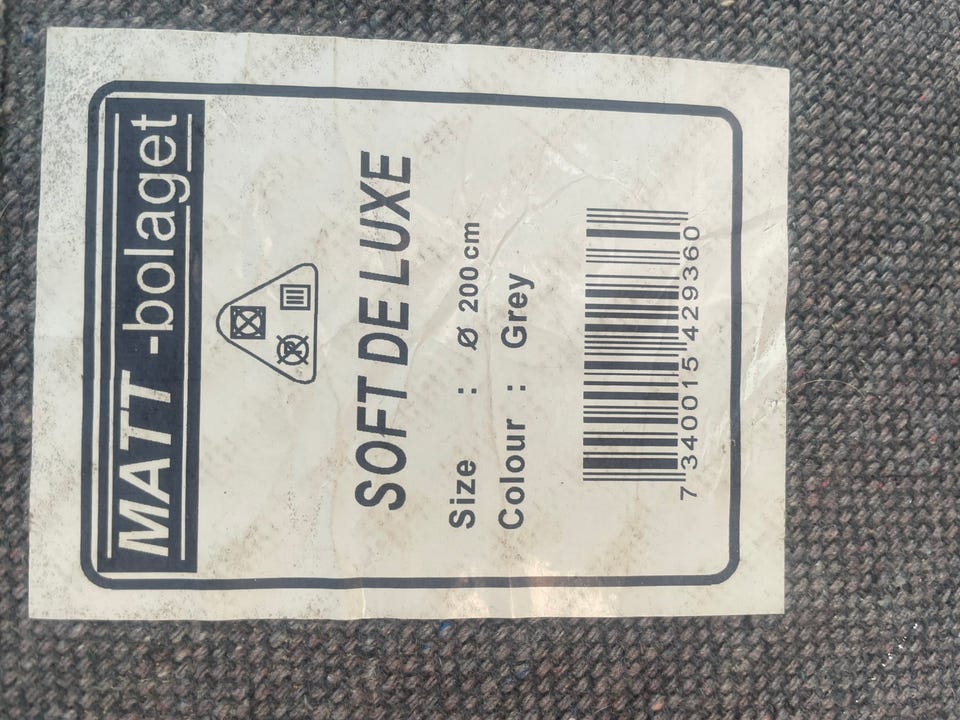 MATT -bolaget
SOFT DE LUXE
Size : Ø 200 cm
Colour : Grey
7 340015 429360